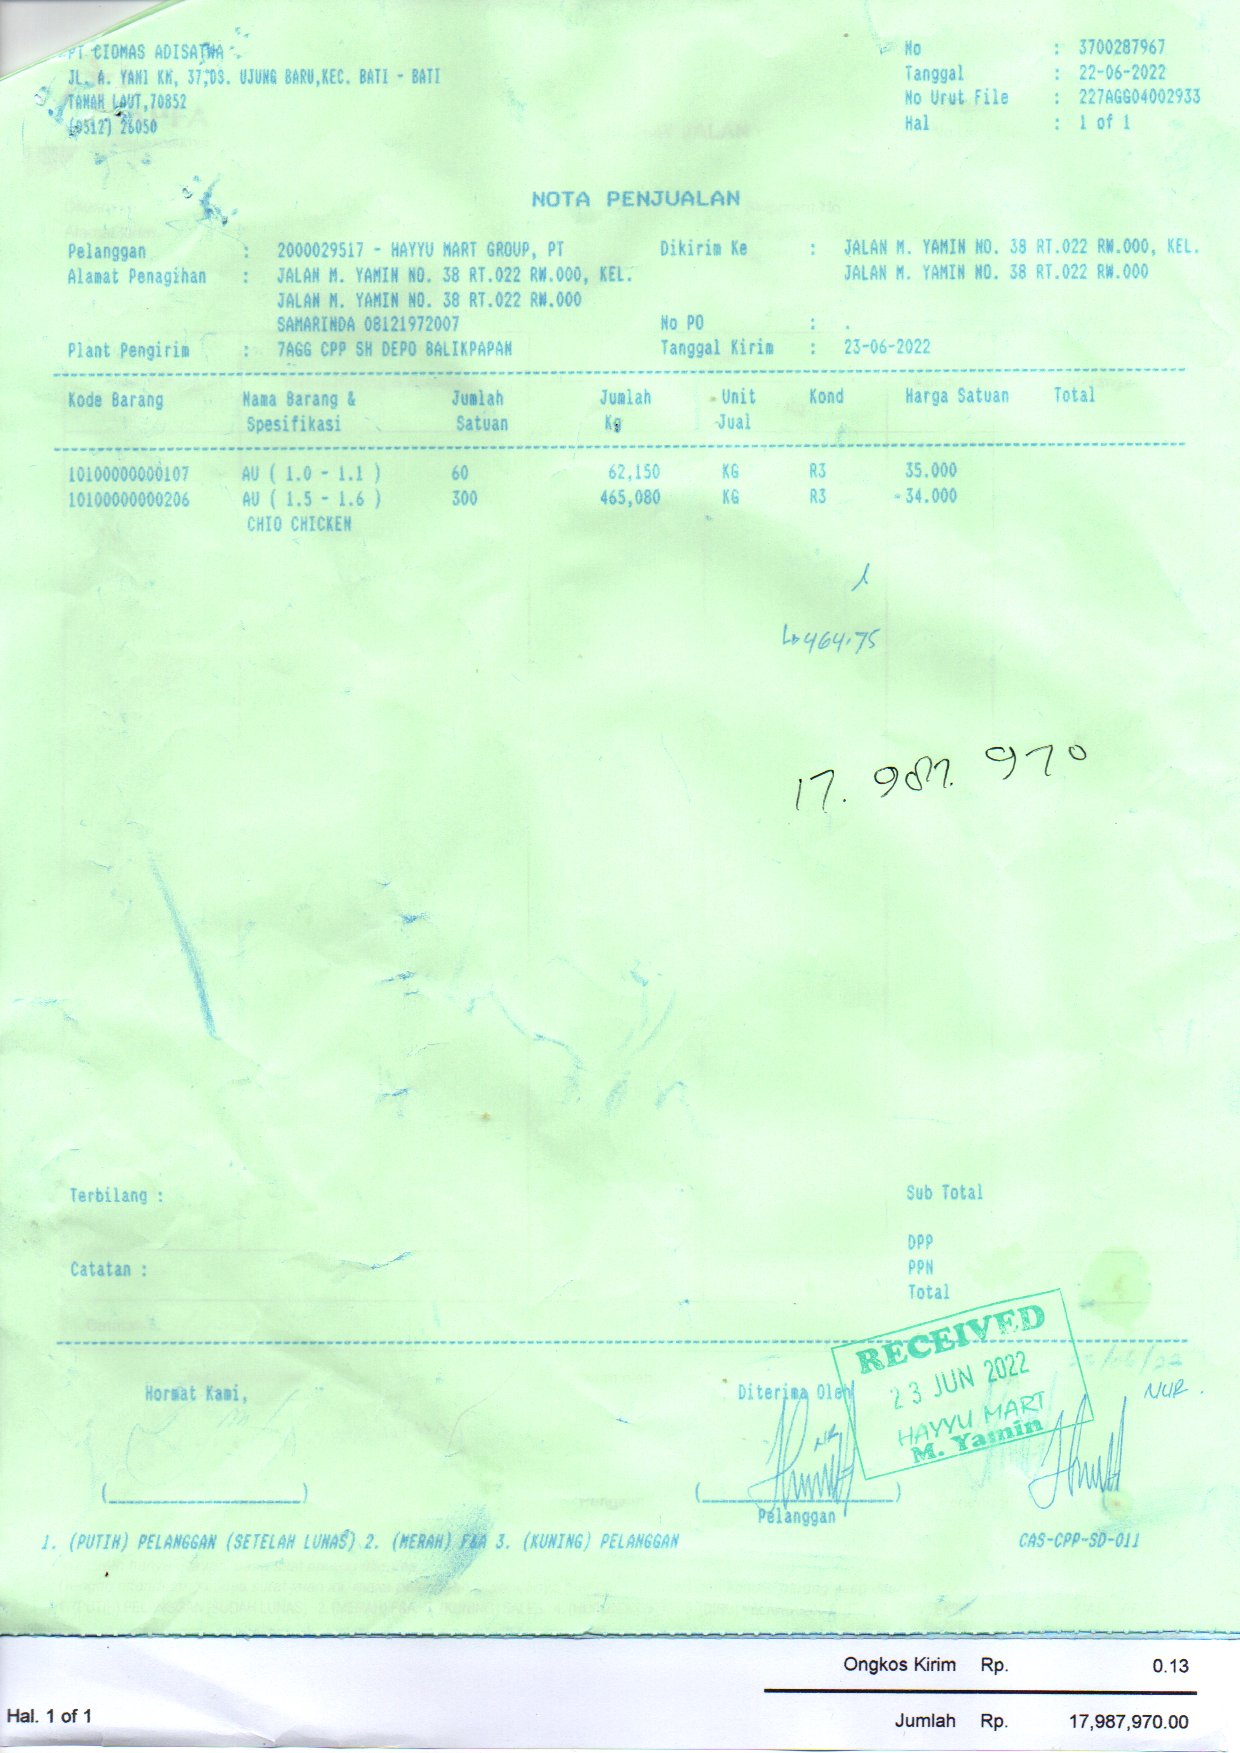 PT CIOMAS ADISATWA
JL. A. YANI KM, 37,DS. UJUNG BARU,KEC. BATI - BATI
TANAH LAUT,70852
(0512) 26050
No : 3700287967
Tanggal : 22-06-2022
No Urut File : 227AGG04002933
Hal : 1 of 1
NOTA PENJUALAN
Pelanggan : 2000029517 - HAYYU MART GROUP, PT
Alamat Penagihan : JALAN M. YAMIN NO. 38 RT.022 RW.000, KEL.
JALAN M. YAMIN NO. 38 RT.022 RW.000
SAMARINDA 08121972007
Plant Pengirim : 7AGG CPP SH DEPO BALIKPAPAN
Dikirim Ke : JALAN M. YAMIN NO. 38 RT.022 RW.000, KEL.
JALAN M. YAMIN NO. 38 RT.022 RW.000
No PO : .
Tanggal Kirim : 23-06-2022
Kode Barang Nama Barang & Jumlah Jumlah Unit Kond Harga Satuan Total
Spesifikasi Satuan Kg Jual
10100000000107 AU ( 1.0 - 1.1 ) 60 62,150 KG R3 35.000
10100000000206 AU ( 1.5 - 1.6 ) 300 465,080 KG R3 34.000
CHIO CHICKEN
464.75
17.987.970
Terbilang :
Sub Total
DPP
Catatan :
PPN
Total
RECEIVED
23 JUN 2022
HAYYU MART
M. Yamin
Hormat Kami,
Diterima Oleh
NUR.
(                    )
(                    )
Pelanggan
1. (PUTIH) PELANGGAN (SETELAH LUNAS) 2. (MERAH) F&A 3. (KUNING) PELANGGAN
CAS-CPP-SD-011
Ongkos Kirim Rp. 0.13
Hal. 1 of 1
Jumlah Rp. 17,987,970.00